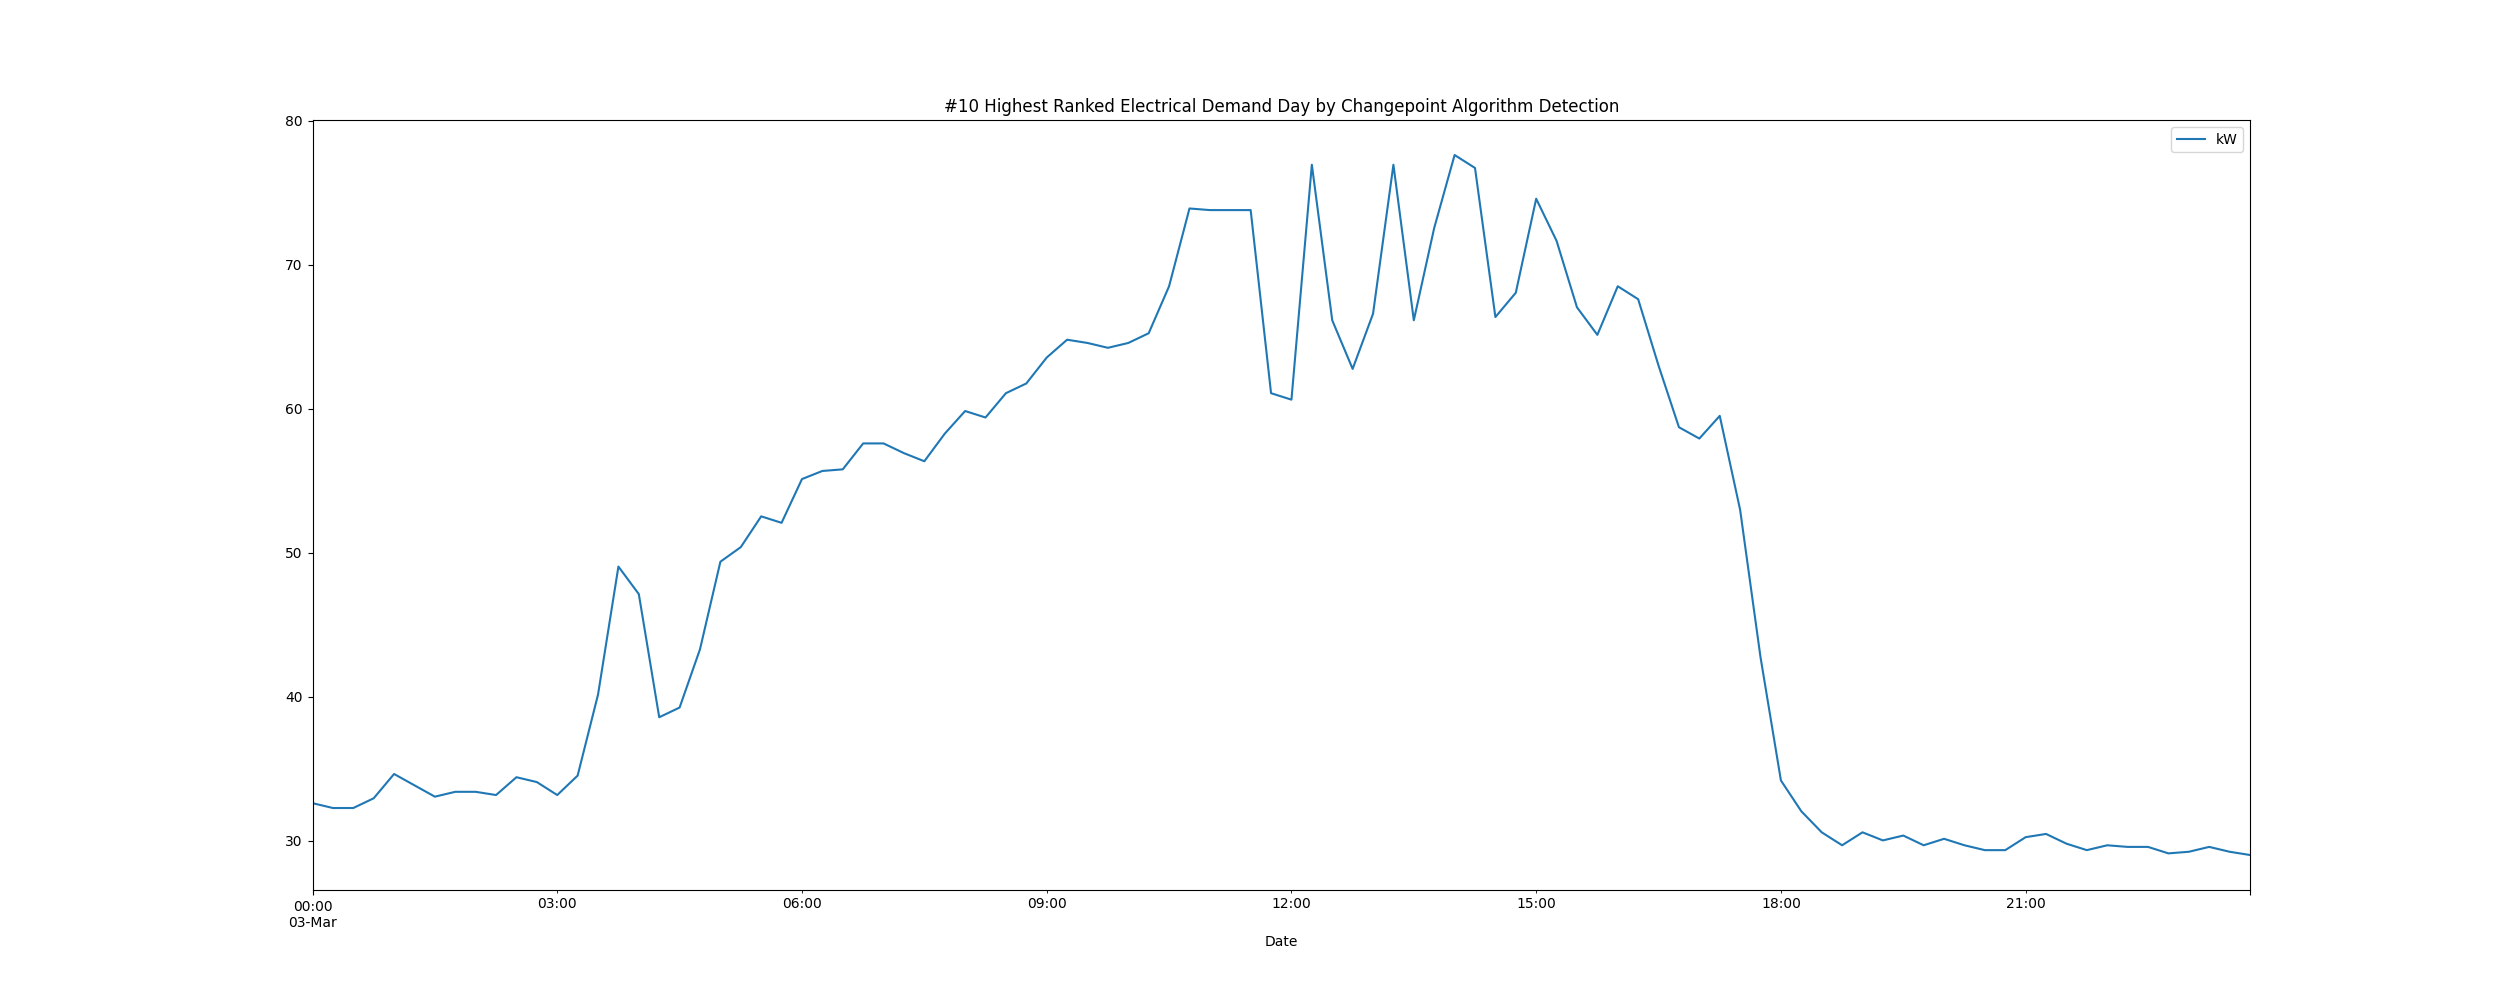 #10 Highest Ranked Electrical Demand Day by Changepoint Algorithm Detection
kW
80
70
60
50
40
30
00:00 03:00 06:00 09:00 12:00 15:00 18:00 21:00
03-Mar
Date